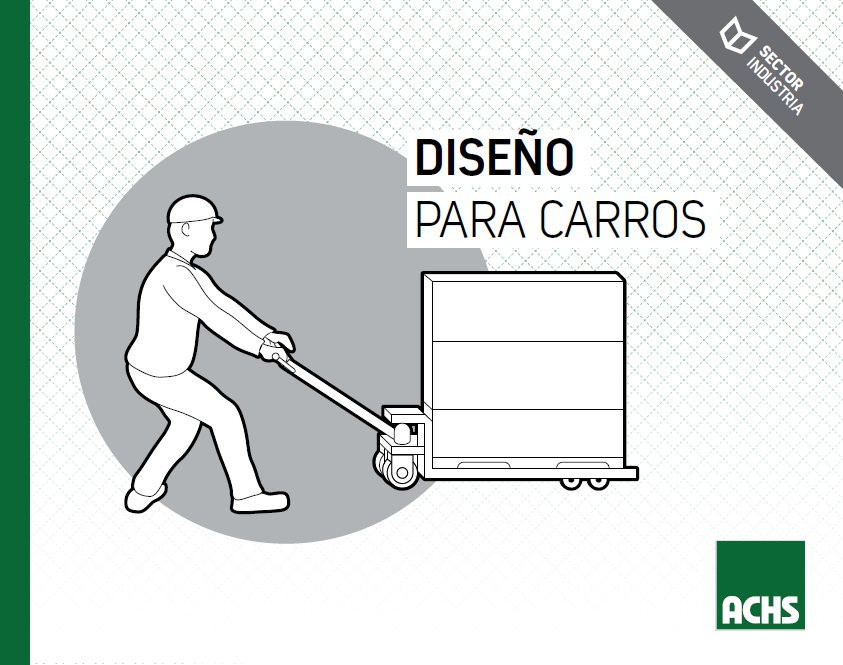 SECTOR
INDUSTRIA
DISEÑO
PARA CARROS
ACHS